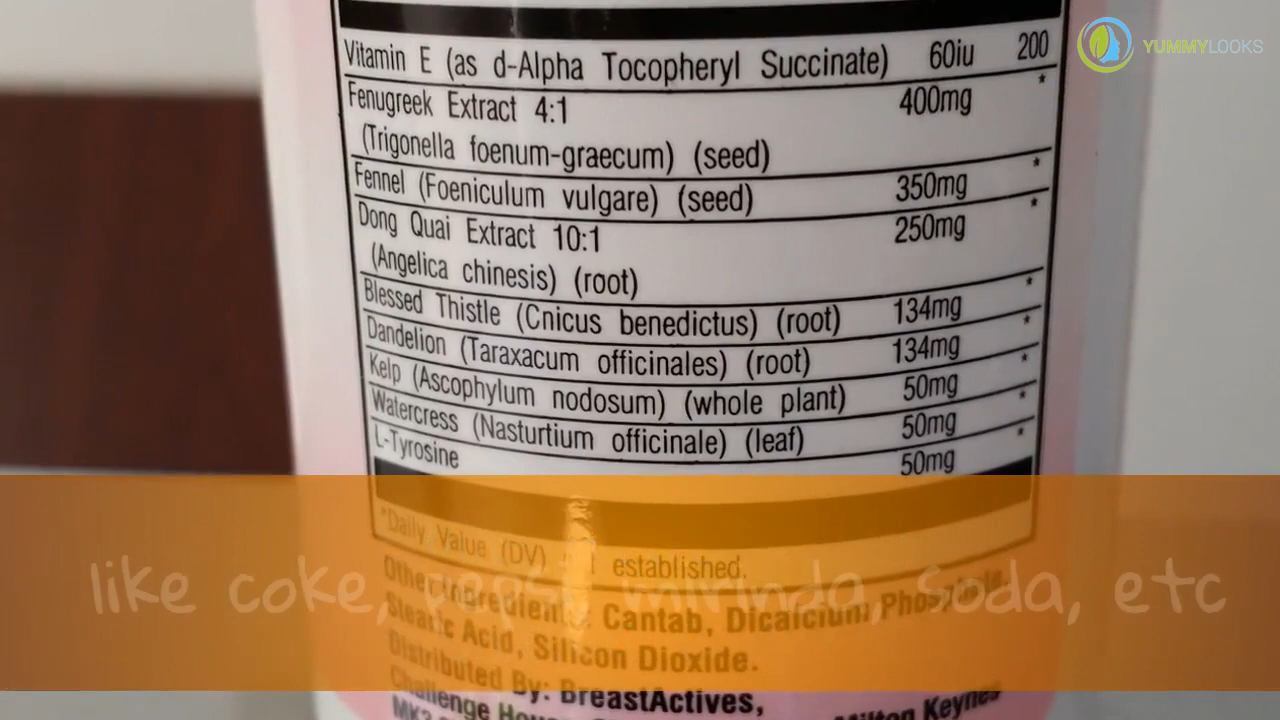 YUMMYLOOKS
Vitamin E (as d-Alpha Tocopheryl Succinate) 60iu 200
Fenugreek Extract 4:1 400mg *
(Trigonella foenum-graecum) (seed)
Fennel (Foeniculum vulgare) (seed) 350mg *
Dong Quai Extract 10:1 250mg *
(Angelica chinesis) (root)
Blessed Thistle (Cnicus benedictus) (root) 134mg *
Dandelion (Taraxacum officinales) (root) 134mg *
Kelp (Ascophylum nodosum) (whole plant) 50mg *
Watercress (Nasturtium officinale) (leaf) 50mg *
L-Tyrosine 50mg *
*Daily Value (DV) established.
like coke, pepsi, mirinda, soda, etc
Other Ingredients: Cantab, Dicalcium Phosphate,
Stearic Acid, Silicon Dioxide.
Distributed By: BreastActives,
Challenge Milton Keynes